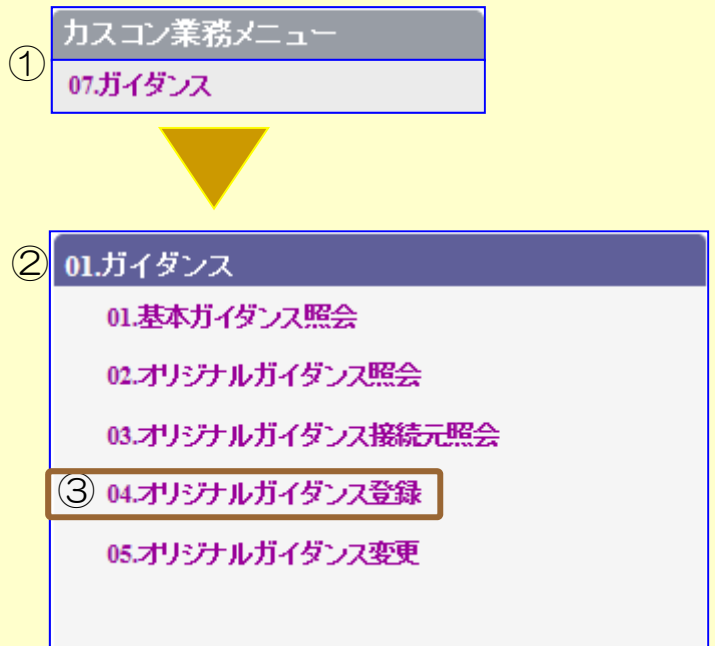 カスコン業務メニュー
① 07.ガイダンス
② 01.ガイダンス
01.基本ガイダンス照会
02.オリジナルガイダンス照会
03.オリジナルガイダンス接続元照会
③ 04.オリジナルガイダンス登録
05.オリジナルガイダンス変更